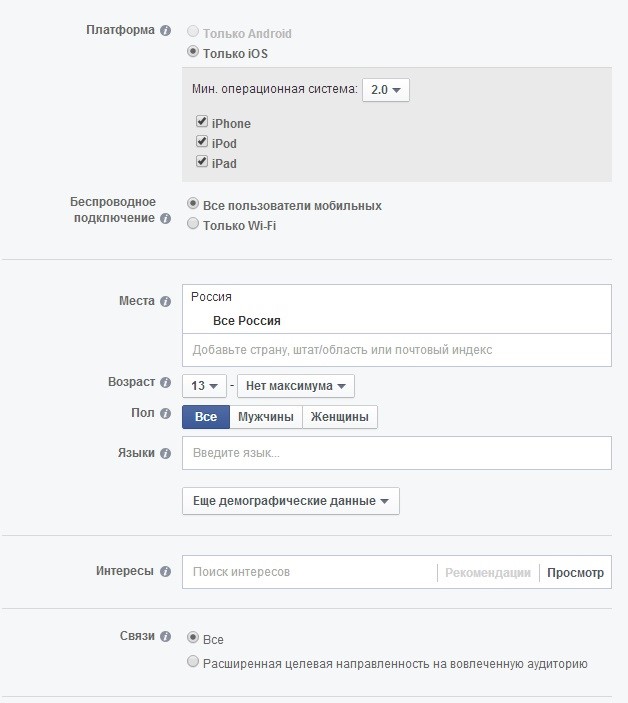 Платформа
Только Android
Только iOS
Мин. операционная система: 2.0
iPhone
iPod
iPad
Беспроводное
подключение
Все пользователи мобильных
Только Wi-Fi
Места
Россия
Все Россия
Добавьте страну, штат/область или почтовый индекс
Возраст 13 - Нет максимума
Пол Все Мужчины Женщины
Языки Введите язык...
Еще демографические данные
Интересы Поиск интересов Рекомендации Просмотр
Связи Все
Расширенная целевая направленность на вовлеченную аудиторию